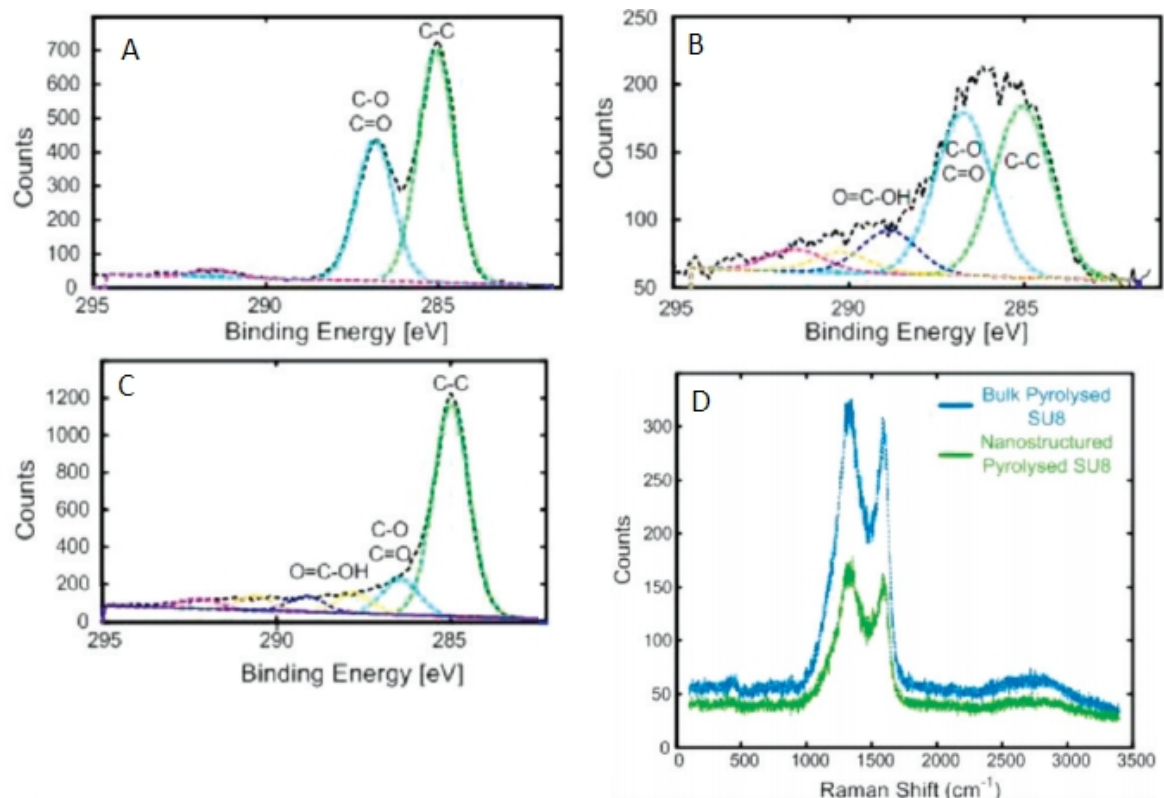 A
C-C
C-O
C=O
700
600
500
400
300
200
100
0
Counts
295
290
285
Binding Energy [eV]
B
C-O
C=O
C-C
O=C-OH
250
200
150
100
50
Counts
295
290
285
Binding Energy [eV]
C
C-C
C-O
C=O
O=C-OH
1200
1000
800
600
400
200
0
Counts
295
290
285
Binding Energy [eV]
D
Bulk Pyrolysed
SU8
Nanostructured
Pyrolysed SU8
300
250
200
150
100
50
0
Counts
0
500
1000
1500
2000
2500
3000
3500
Raman Shift (cm⁻¹)